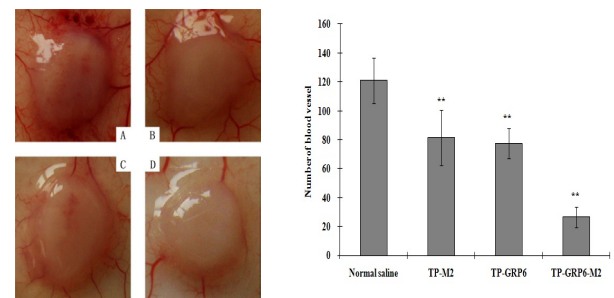 A
B
C
D
Number of blood vessel
160
140
120
100
80
60
40
20
0
**
**
**
Normal saline
TP-M2
TP-GRP6
TP-GRP6-M2